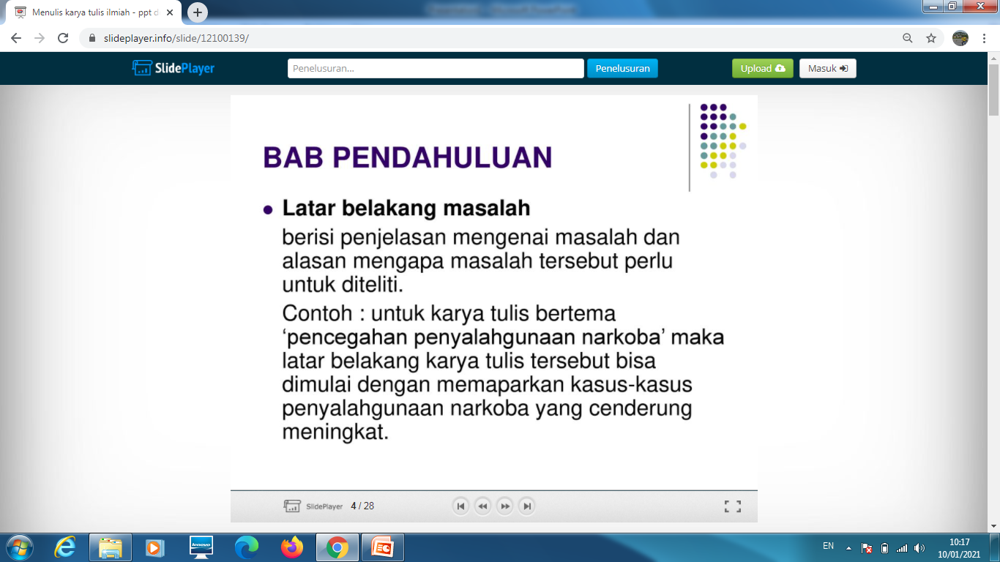 Menulis karya tulis ilmiah - ppt d
slideplayer.info/slide/12100139/
SlidePlayer
Penelusuran...
Penelusuran
Upload
Masuk
BAB PENDAHULUAN
Latar belakang masalah
berisi penjelasan mengenai masalah dan
alasan mengapa masalah tersebut perlu
untuk diteliti.
Contoh : untuk karya tulis bertema
‘pencegahan penyalahgunaan narkoba’ maka
latar belakang karya tulis tersebut bisa
dimulai dengan memaparkan kasus-kasus
penyalahgunaan narkoba yang cenderung
meningkat.
SlidePlayer
4 / 28
lenovo
EN
10:17
10/01/2021